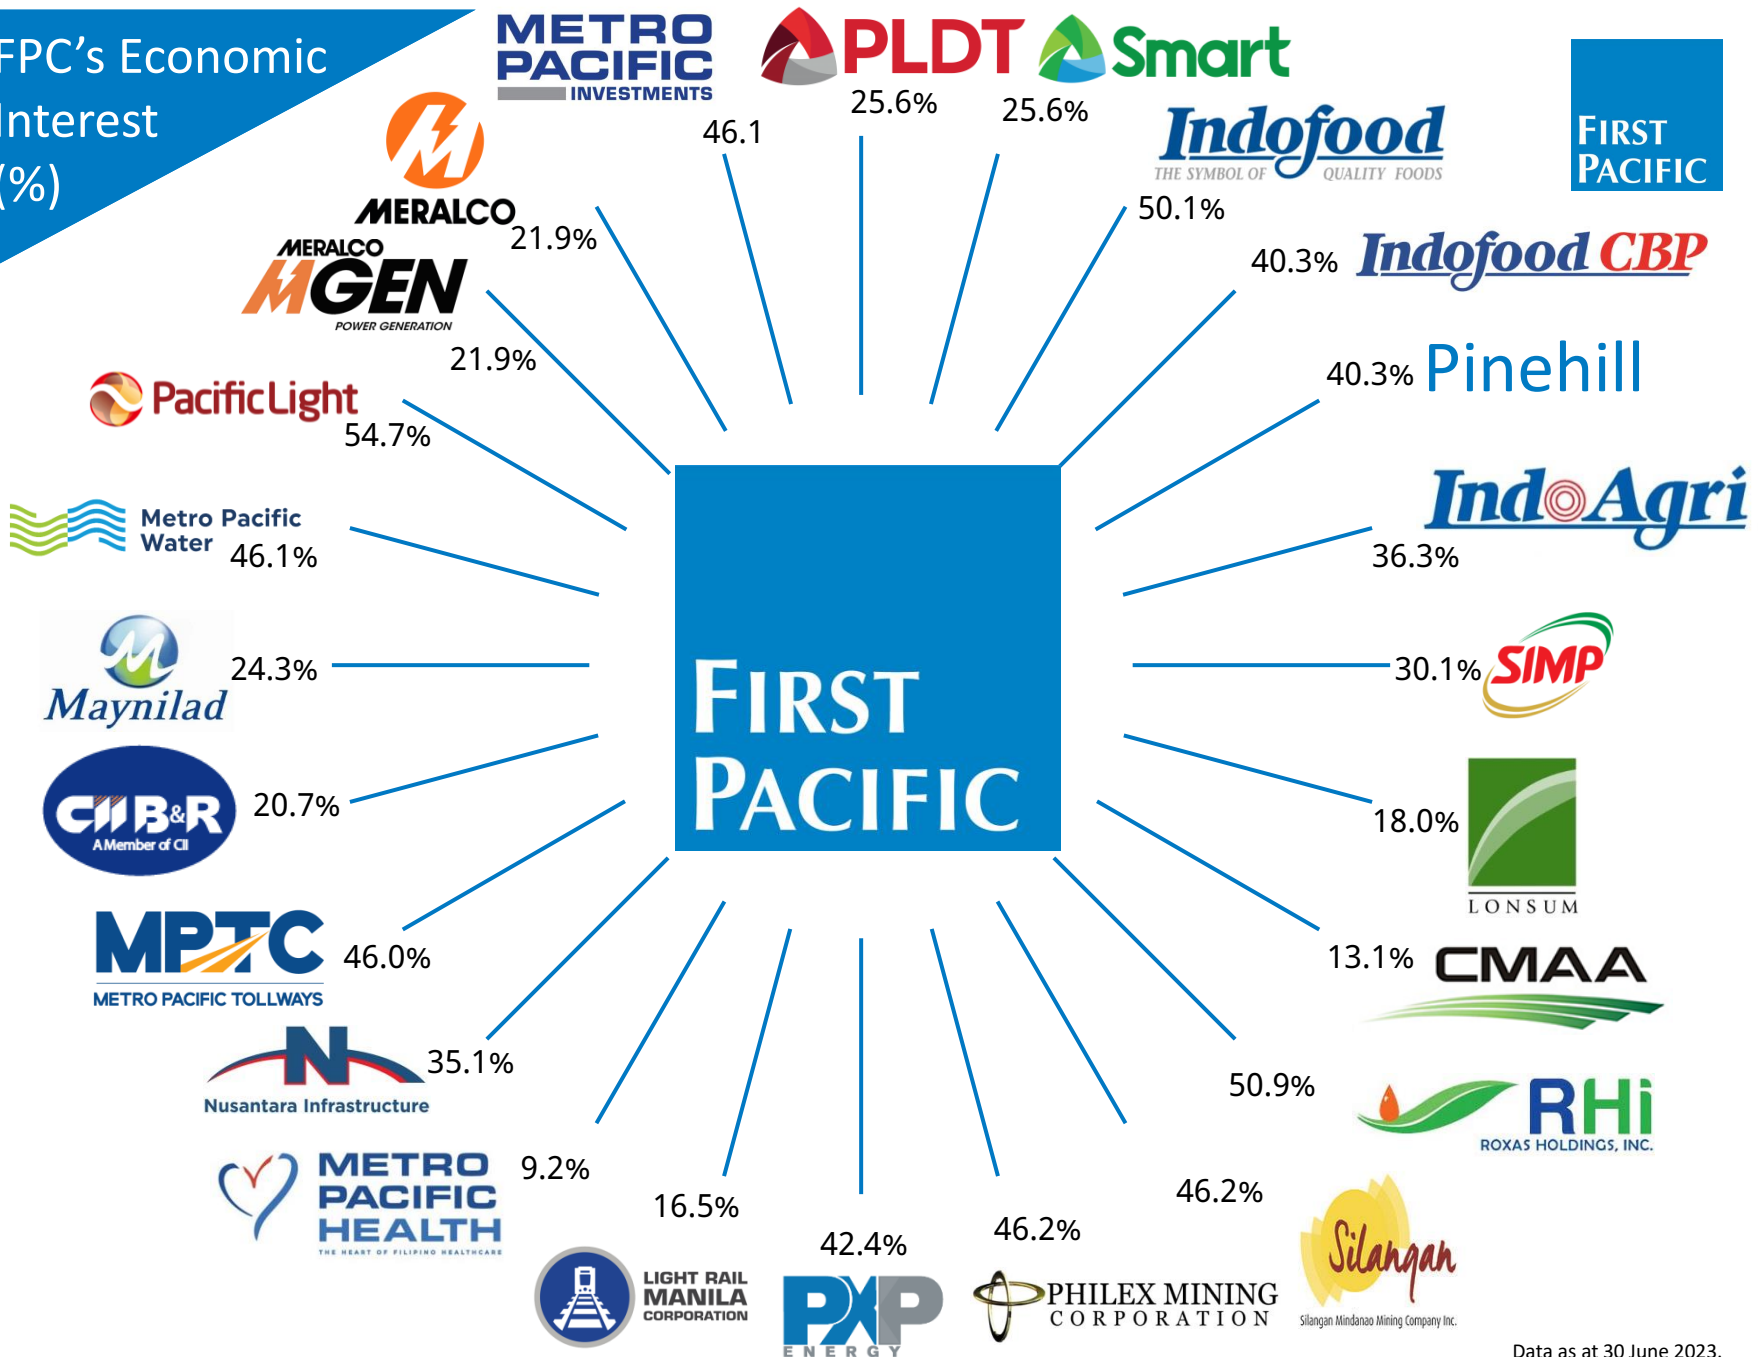 FPC's Economic
Interest
(%)
METRO
PACIFIC
INVESTMENTS
46.1
PLDT
25.6%
Smart
25.6%
Indofood
THE SYMBOL OF QUALITY FOODS
50.1%
FIRST
PACIFIC
40.3%
Indofood CBP
40.3%
Pinehill
IndoAgri
36.3%
30.1%
SIMP
18.0%
LONSUM
13.1%
CMAA
50.9%
RHi
ROXAS HOLDINGS, INC.
46.2%
Silangan
Silangan Mindanao Mining Company Inc.
46.2%
PHILEX MINING
CORPORATION
42.4%
PXP
ENERGY
16.5%
LIGHT RAIL
MANILA
CORPORATION
9.2%
METRO
PACIFIC
HEALTH
THE HEART OF FILIPINO HEALTHCARE
35.1%
N
Nusantara Infrastructure
46.0%
MPTC
METRO PACIFIC TOLLWAYS
20.7%
CII B&R
A Member of CII
24.3%
M
Maynilad
Metro Pacific
Water
46.1%
PacificLight
54.7%
MERALCO
MGEN
POWER GENERATION
21.9%
M
MERALCO
21.9%
FIRST
PACIFIC
Data as at 30 June 2023.